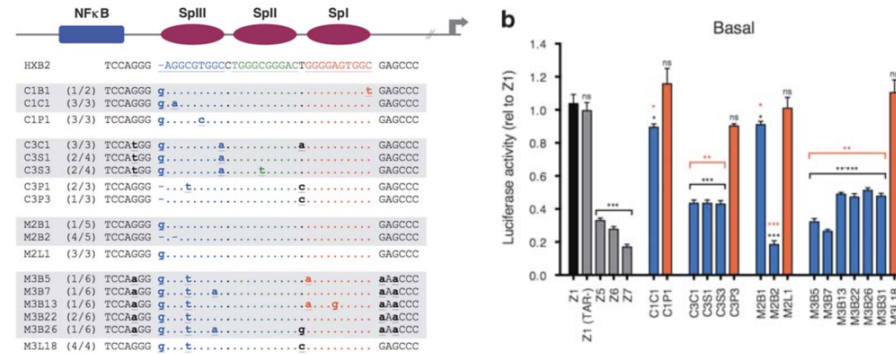 NFκB SpIII SpII SpI
HXB2 TCCAGGG -AGGCGTGGCCTGGGCGGGACTGGGGAGTGGC GAGCCC
C1B1 (1/2) TCCAGGG g...............................t GAGCCC
C1C1 (3/3) TCCAGGG g.a.............................. GAGCCC
C1P1 (3/3) TCCAGGG g.....c.......................... GAGCCC
C3C1 (3/3) TCCAtGG g........a............a.......... GAGCCC
C3S1 (2/4) TCCAtGG g........a....................... GAGCCC
C3S3 (2/4) TCCAtGG g........a......t................ GAGCCC
C3P1 (2/3) TCCAGGG -...t.................c.......... GAGCCC
C3P3 (1/3) TCCAGGG -.....................c.......... GAGCCC
M2B1 (1/5) TCCAGGG g................................ GAGCCC
M2B2 (4/5) TCCAGGG -.-.............................. GAGCCC
M2L1 (3/3) TCCAGGG g................................ GAGCCC
M3B5 (1/6) TCCAaGG g...t..................a......... aAaCCC
M3B7 (1/6) TCCAaGG g...t...a........................ aAaCCC
M3B13 (1/6) TCCAaGG g...t..................a...g..... aAaCCC
M3B22 (2/6) TCCAaGG g...t............................ aAaCCC
M3B26 (1/6) TCCAaGG g...t...a.............g.......... aAaCCC
M3L18 (4/4) TCCAGGG g...t.................c.......... GAGCCC
b
Basal
Luciferase activity (rel to Z1)
1.4
1.2
1.0
0.8
0.6
0.4
0.2
0.0
ns
***
*
*
ns
**
***
ns
*
*
***
***
ns
**
**-***
ns
Z1
Z1 (TAR-)
Z5
Z6
Z7
C1C1
C1P1
C3C1
C3S1
C3S3
C3P3
M2B1
M2B2
M2L1
M3B5
M3B7
M3B13
M3B22
M3B26
M3B31
M3L18